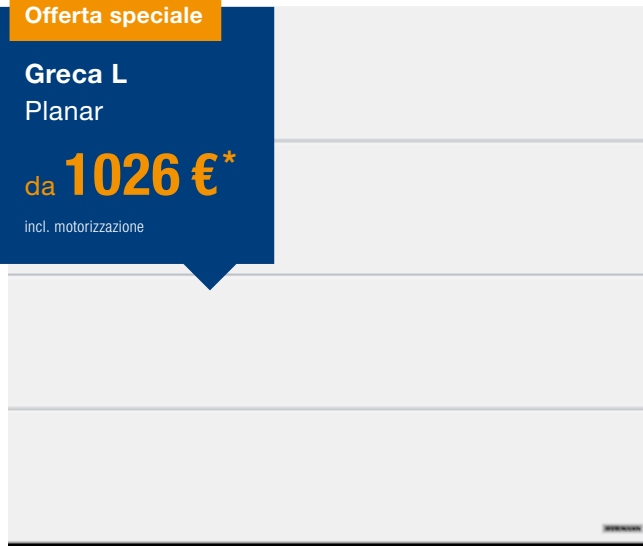 Offerta speciale
Greca L
Planar
da 1026 €*
incl. motorizzazione